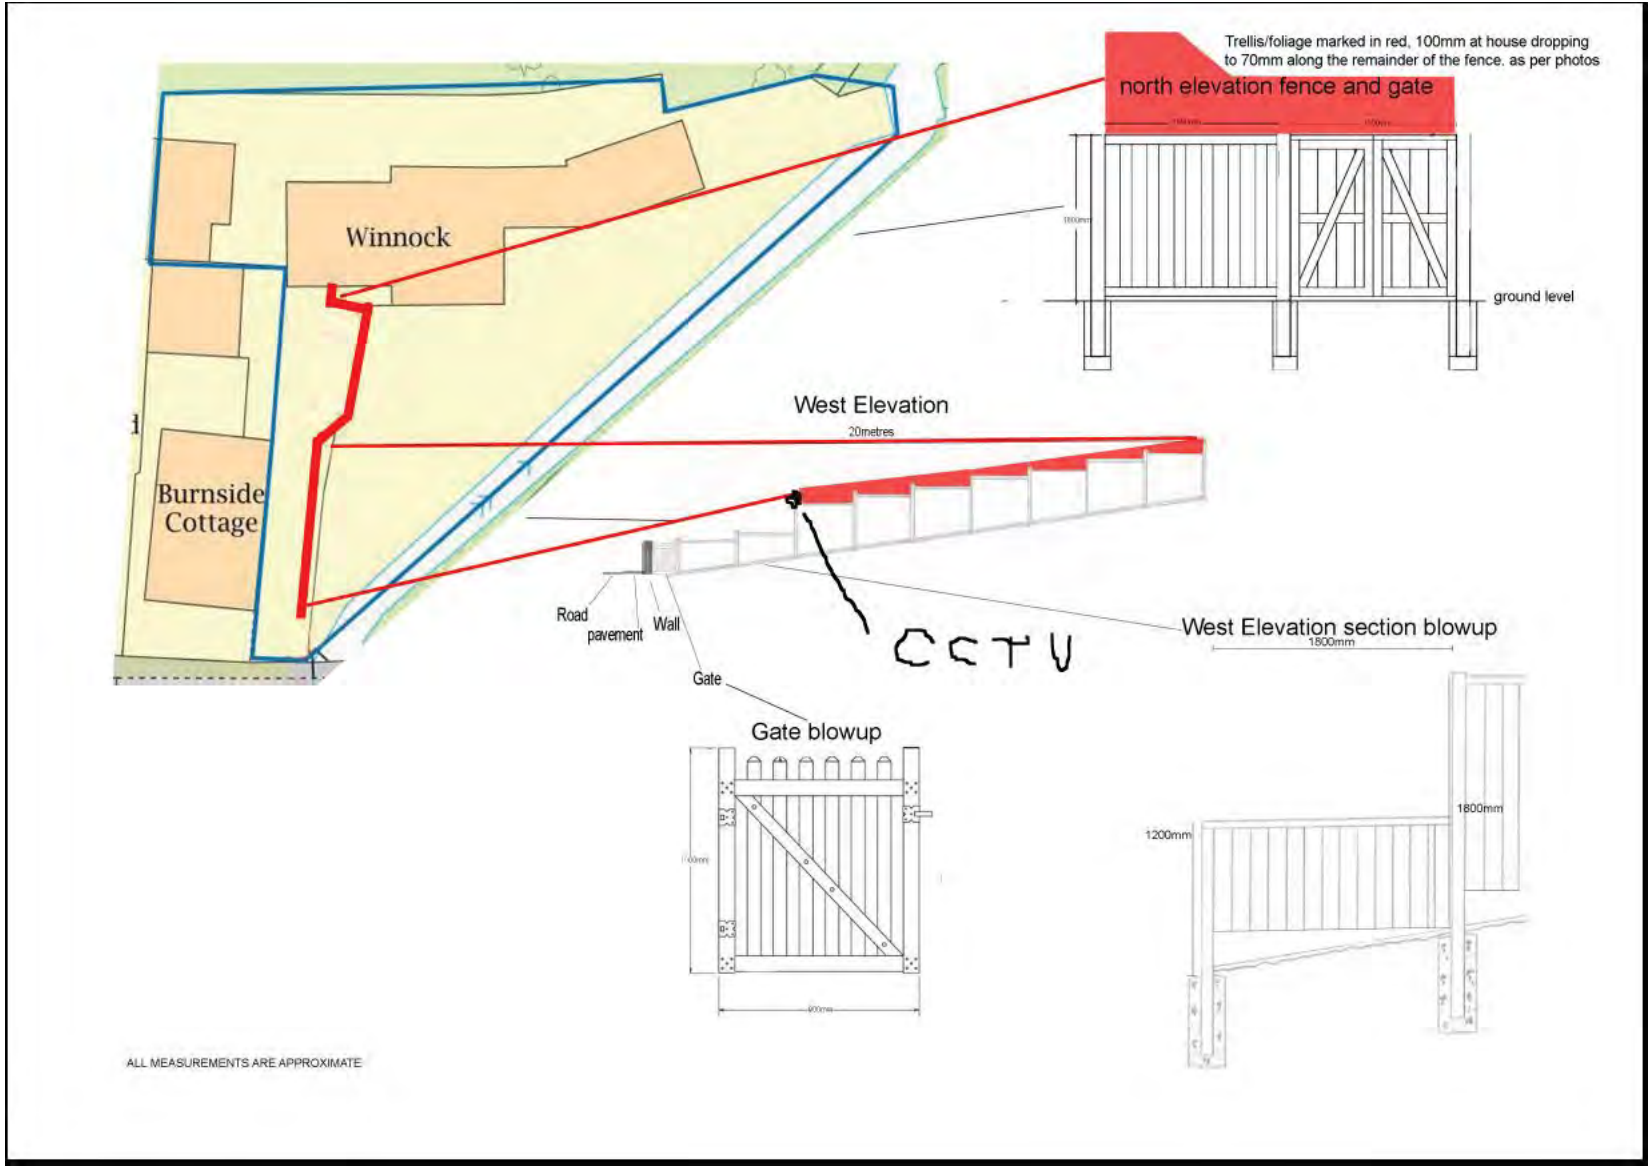 Trellis/foliage marked in red, 100mm at house dropping
to 70mm along the remainder of the fence. as per photos
north elevation fence and gate
1800mm
ground level
Winnock
Burnside
Cottage
d
West Elevation
20metres
Road
pavement
Wall
Gate
CCTV
West Elevation section blowup
1800mm
Gate blowup
1200mm
1800mm
900mm
ALL MEASUREMENTS ARE APPROXIMATE